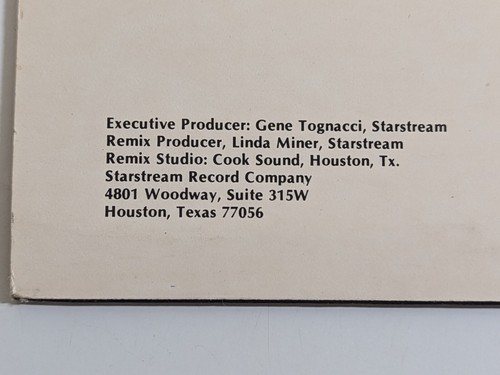 Executive Producer: Gene Tognacci, Starstream
Remix Producer, Linda Miner, Starstream
Remix Studio: Cook Sound, Houston, Tx.
Starstream Record Company
4801 Woodway, Suite 315W
Houston, Texas 77056